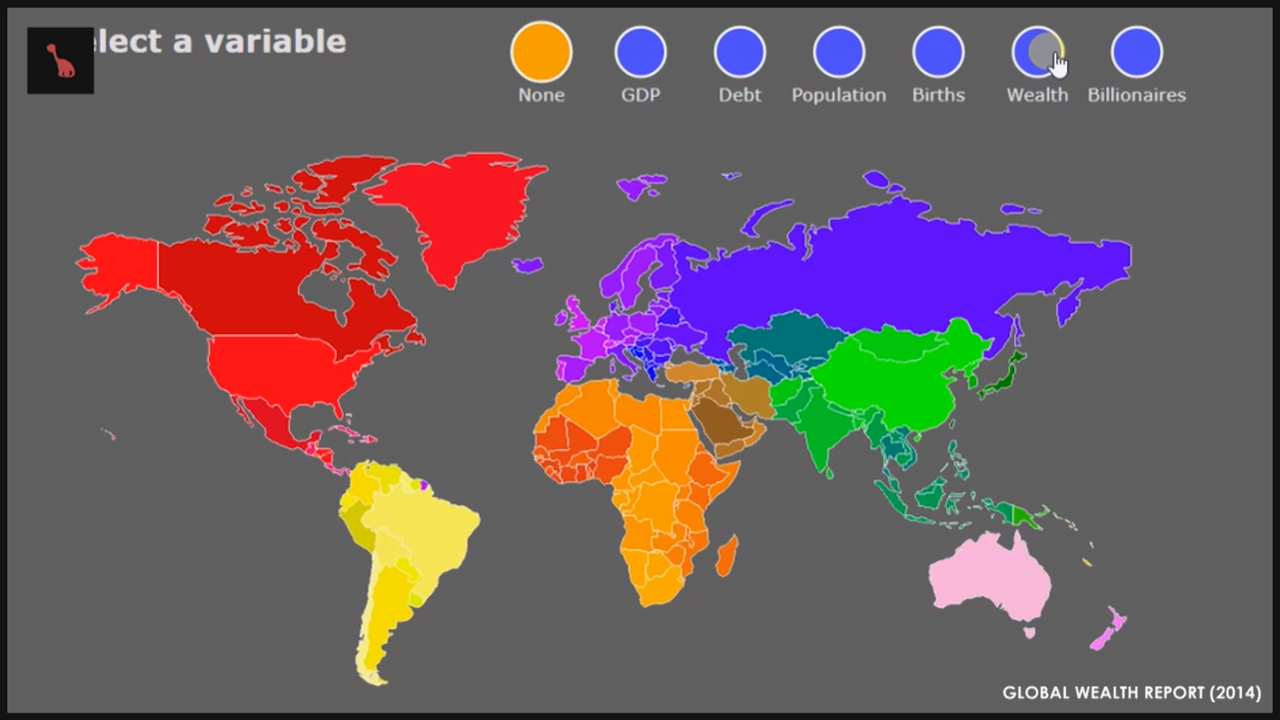 elect a variable
None GDP Debt Population Births Wealth Billionaires
GLOBAL WEALTH REPORT (2014)